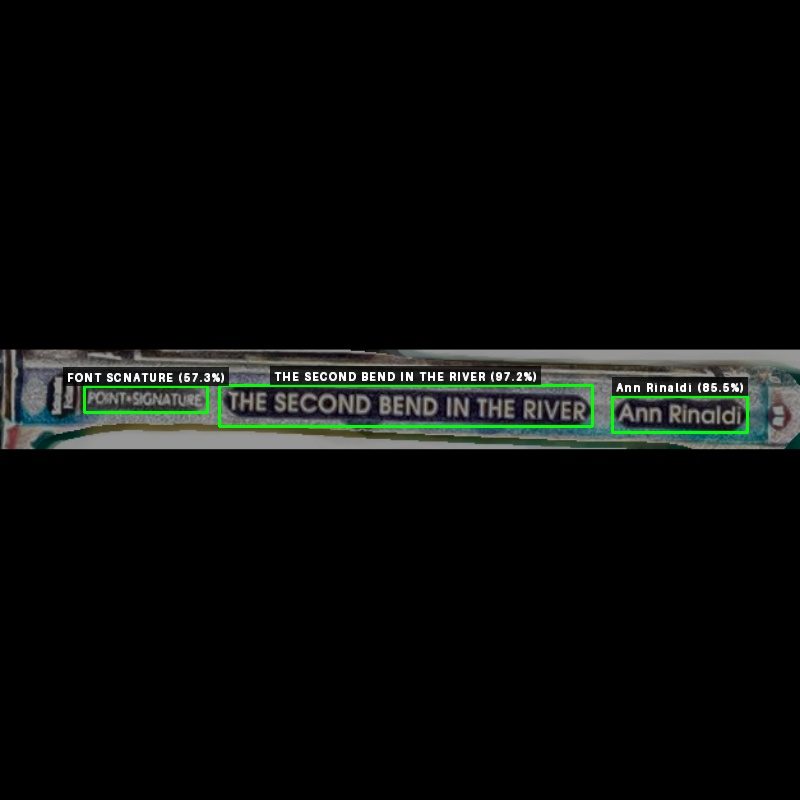 FONT SCNATURE (57.3%)
THE SECOND BEND IN THE RIVER (97.2%)
Ann Rinaldi (85.5%)
POINT•SIGNATURE
THE SECOND BEND IN THE RIVER
Ann Rinaldi